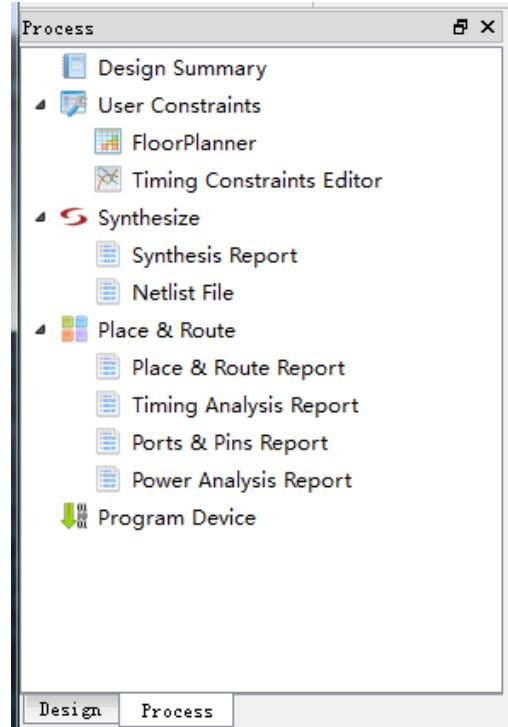 Process
Design Summary
User Constraints
FloorPlanner
Timing Constraints Editor
Synthesize
Synthesis Report
Netlist File
Place & Route
Place & Route Report
Timing Analysis Report
Ports & Pins Report
Power Analysis Report
Program Device
Design Process